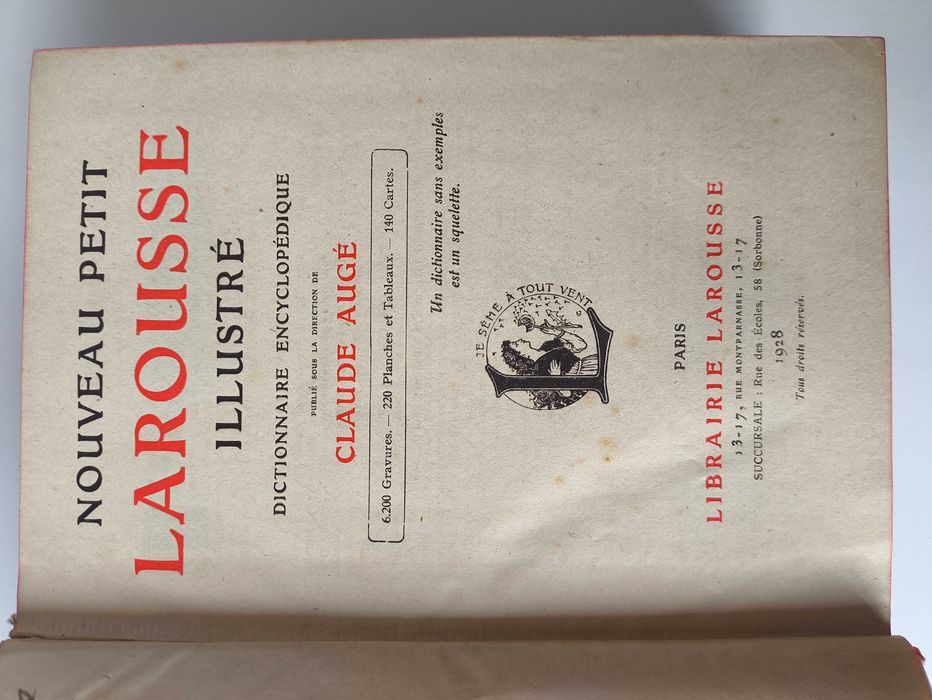 NOUVEAU PETIT
LAROUSSE
ILLUSTRÉ
DICTIONNAIRE ENCYCLOPÉDIQUE
PUBLIÉ SOUS LA DIRECTION DE
CLAUDE AUGÉ
6.200 Gravures. — 220 Planches et Tableaux. — 140 Cartes.
Un dictionnaire sans exemples
est un squelette.
JE SÈME À TOUT VENT
L
PARIS
LIBRAIRIE LAROUSSE
13-17, RUE MONTPARNASSE, 13-17
SUCCURSALE : Rue des Écoles, 58 (Sorbonne)
1928
Tous droits réservés.